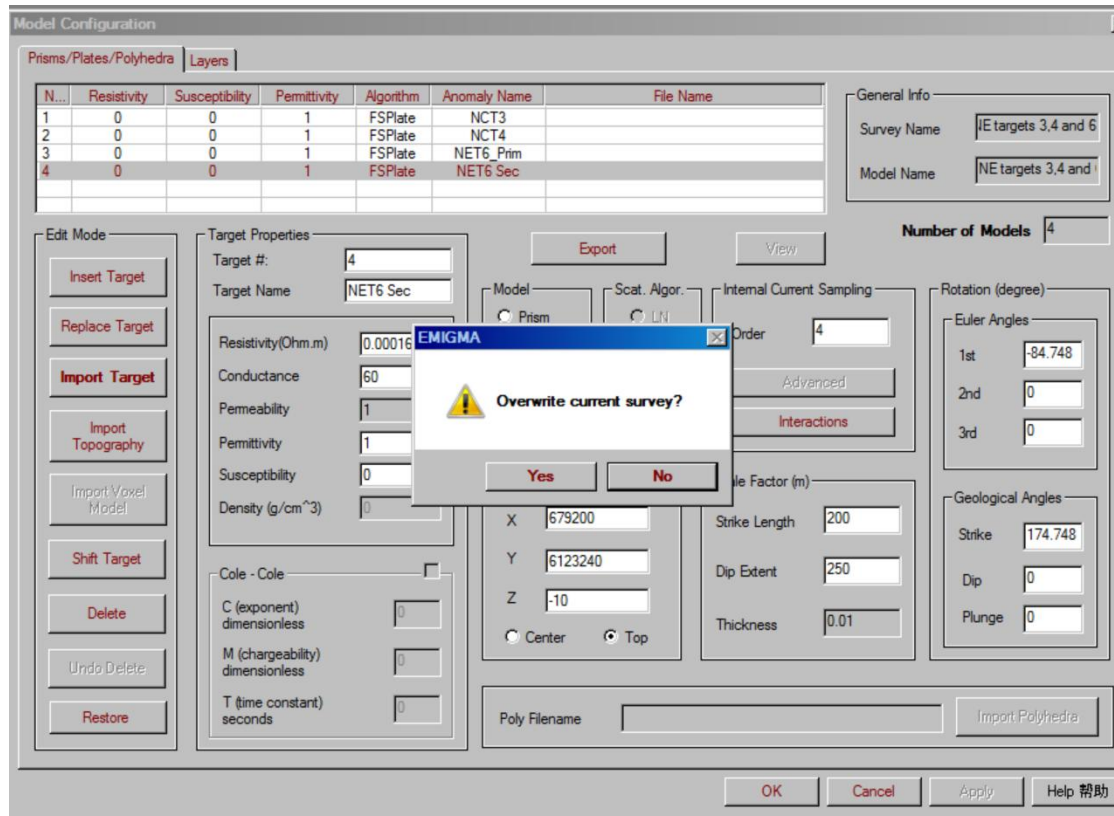 Model Configuration
Prisms/Plates/Polyhedra Layers
N... Resistivity Susceptibility Permittivity Algorithm Anomaly Name File Name
1 0 0 1 FSPlate NCT3
2 0 0 1 FSPlate NCT4
3 0 0 1 FSPlate NET6_Prim
4 0 0 1 FSPlate NET6 Sec
General Info
Survey Name NE targets 3,4 and 6
Model Name NE targets 3,4 and
Number of Models 4
Edit Mode
Insert Target
Replace Target
Import Target
Import
Topography
Import Voxel
Model
Shift Target
Delete
Undo Delete
Restore
Target Properties
Target #: 4
Target Name NET6 Sec
Resistivity(Ohm.m) 0.00016
Conductance 60
Permeability 1
Permittivity 1
Susceptibility 0
Density (g/cm^3) 0
Cole - Cole
C (exponent)
dimensionless 0
M (chargeability)
dimensionless 0
T (time constant)
seconds 0
Export View
Model
Prism
Scat. Algor.
LN
EMIGMA
Overwrite current survey?
Yes No
X 679200
Y 6123240
Z -10
Center Top
Internal Current Sampling
Order 4
Advanced
Interactions
Factor (m)
Strike Length 200
Dip Extent 250
Thickness 0.01
Rotation (degree)
Euler Angles
1st -84.748
2nd 0
3rd 0
Geological Angles
Strike 174.748
Dip 0
Plunge 0
Poly Filename Import Polyhedra
OK Cancel Apply Help 帮助